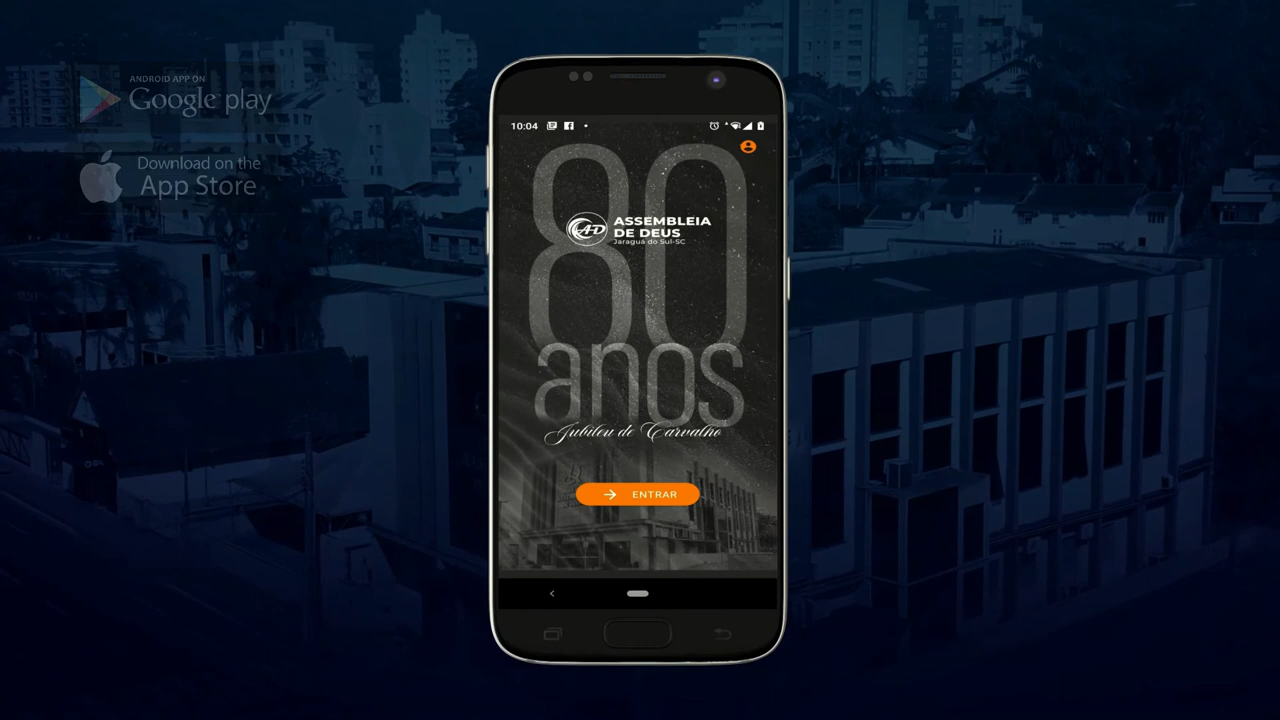 ANDROID APP ON
Google play
Download on the
App Store
10:04
80
ASSEMBLEIA
DE DEUS
Jaraguá do Sul-SC
anos
Jubileu de Carvalho
ENTRAR